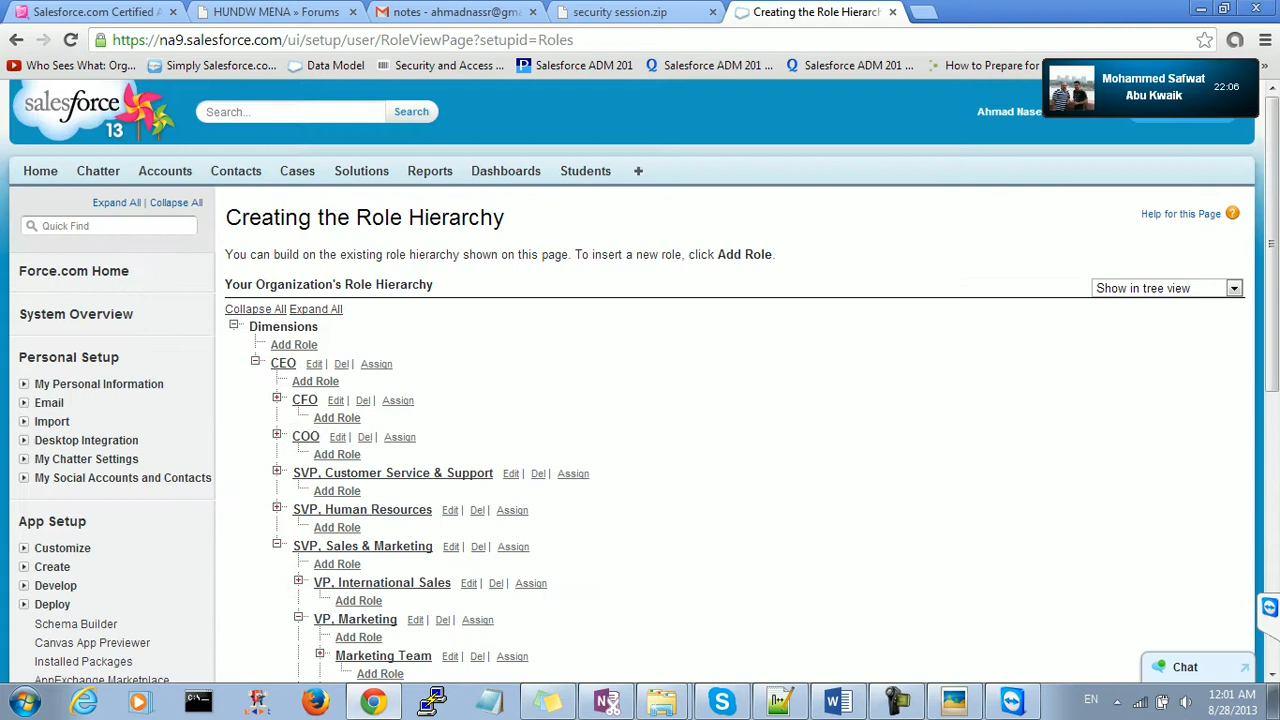 Salesforce.com Certified A
HUNDW MENA » Forums
notes - ahmadnassr@gma
security session.zip
Creating the Role Hierarch
https://na9.salesforce.com/ui/setup/user/RoleViewPage?setupid=Roles
Who Sees What: Org...
Simply Salesforce.co...
Data Model
Security and Access ...
Salesforce ADM 201
Salesforce ADM 201 ...
Salesforce ADM 201 ...
How to Prepare for
»
Mohammed Safwat
Abu Kwaik
22:06
salesforce
13
Search...
Search
Ahmad Nase
Home
Chatter
Accounts
Contacts
Cases
Solutions
Reports
Dashboards
Students
Expand All | Collapse All
Quick Find
Force.com Home
System Overview
Personal Setup
My Personal Information
Email
Import
Desktop Integration
My Chatter Settings
My Social Accounts and Contacts
App Setup
Customize
Create
Develop
Deploy
Schema Builder
Canvas App Previewer
Installed Packages
AppExchange Marketplace
Creating the Role Hierarchy
Help for this Page
You can build on the existing role hierarchy shown on this page. To insert a new role, click Add Role.
Your Organization's Role Hierarchy
Show in tree view
Collapse All Expand All
Dimensions
Add Role
CEO Edit | Del | Assign
Add Role
CFO Edit | Del | Assign
Add Role
COO Edit | Del | Assign
Add Role
SVP, Customer Service & Support Edit | Del | Assign
Add Role
SVP, Human Resources Edit | Del | Assign
Add Role
SVP, Sales & Marketing Edit | Del | Assign
Add Role
VP, International Sales Edit | Del | Assign
Add Role
VP, Marketing Edit | Del | Assign
Add Role
Marketing Team Edit | Del | Assign
Add Role
Chat
EN
12:01 AM
8/28/2013